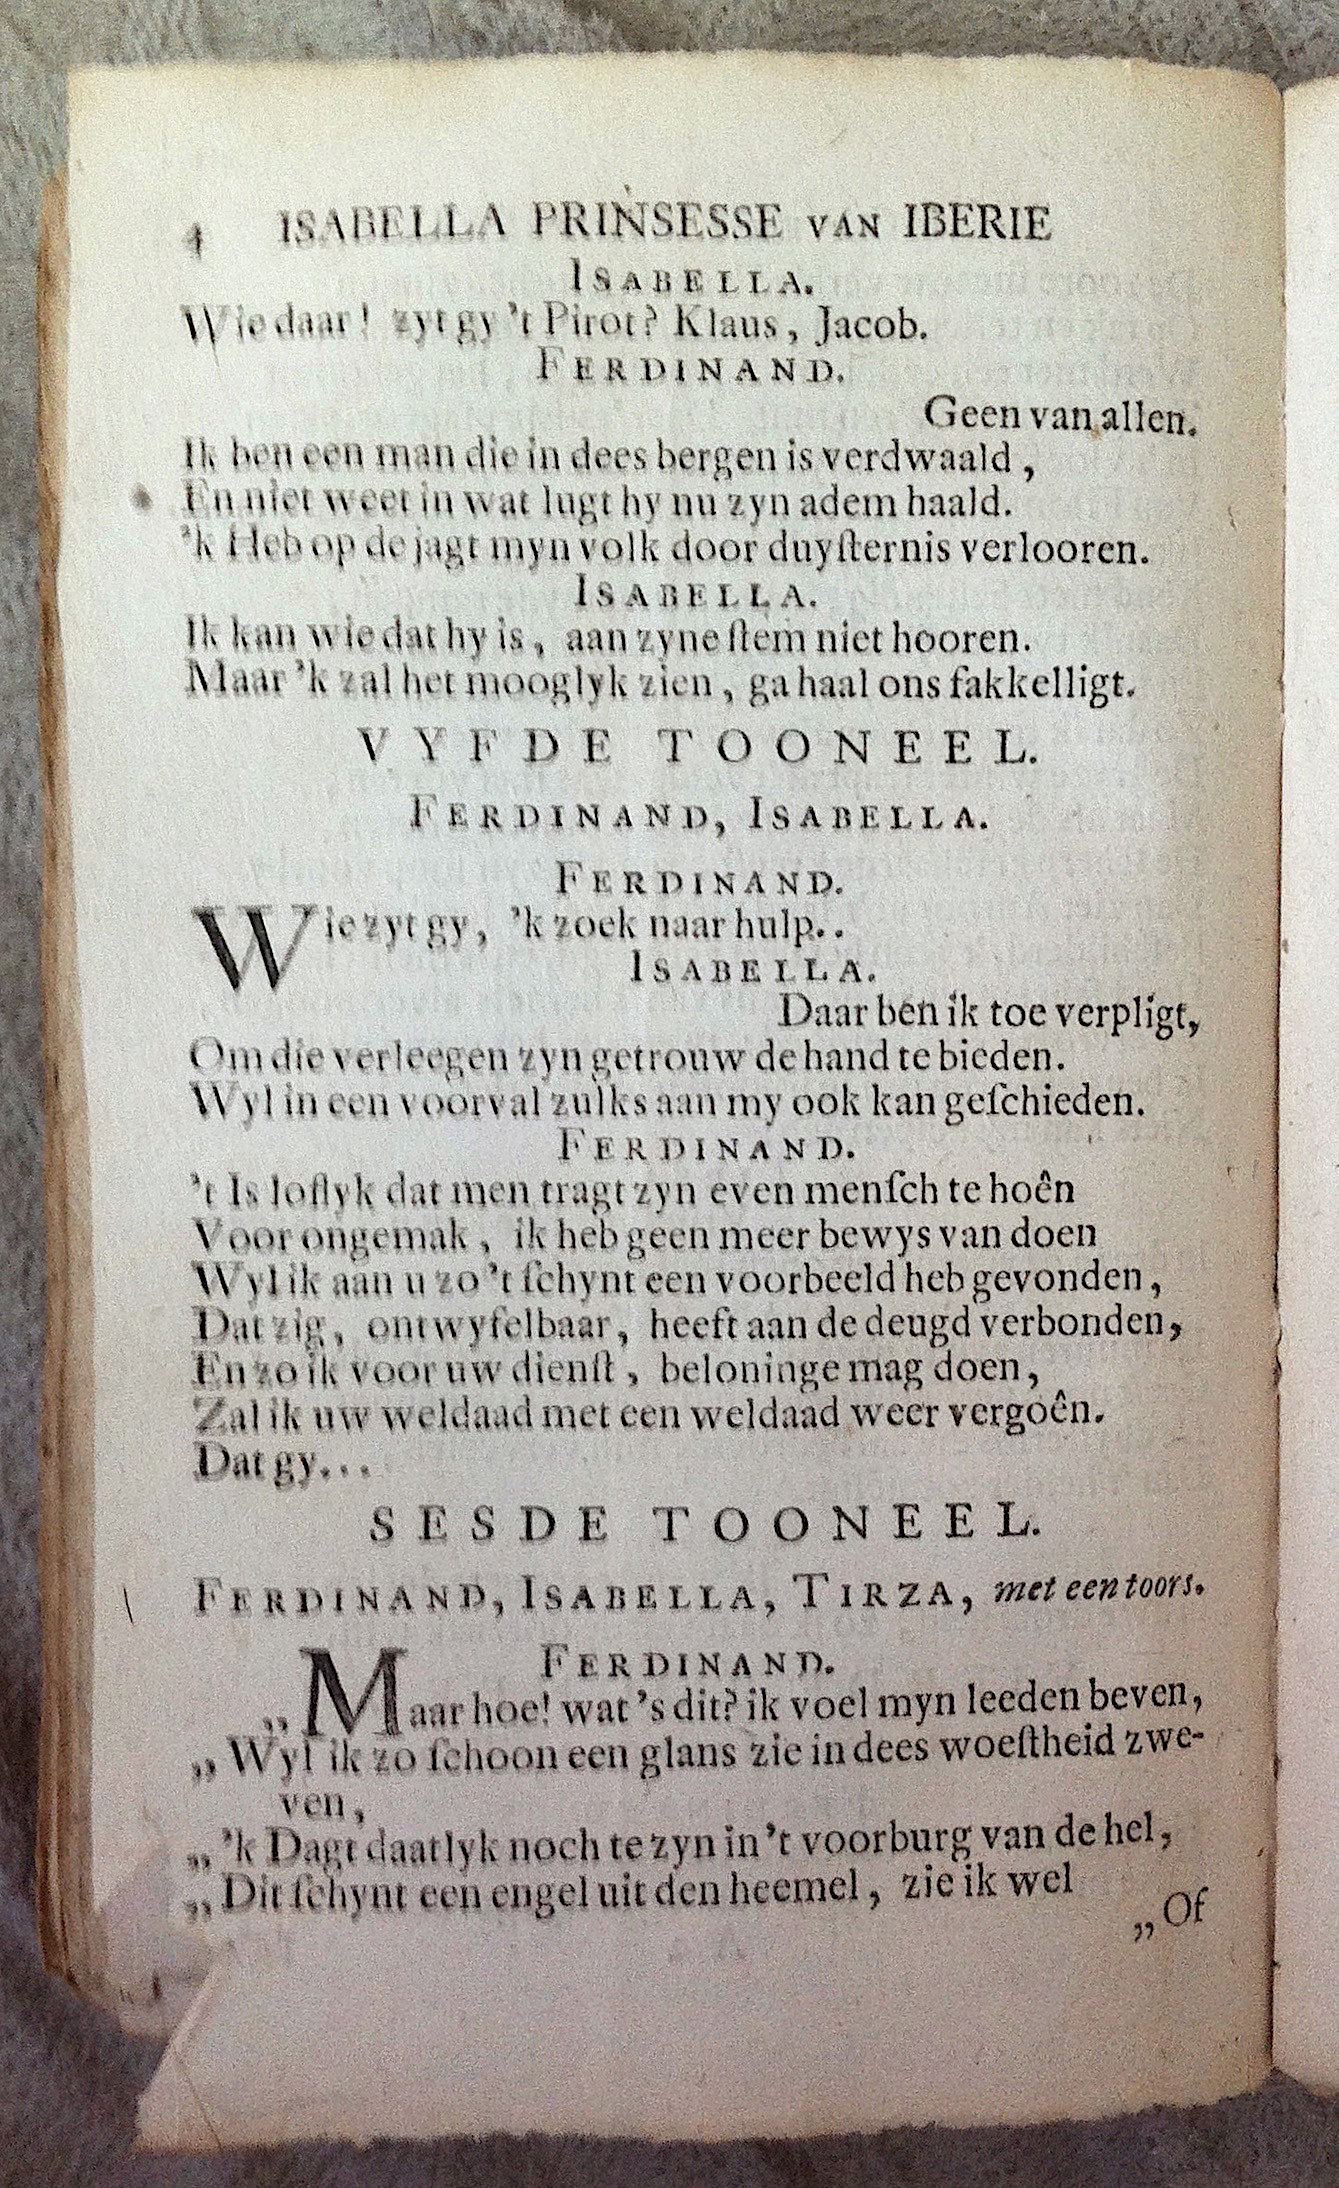 4 ISABELLA PRINSESSE VAN IBERIE
ISABELLA.
Wie daar! zyt gy 't Pirot? Klaus, Jacob.
FERDINAND.
Geen van allen.
Ik ben een man die in dees bergen is verdwaald,
En niet weet in wat lugt hy nu zyn adem haald.
'k Heb op de jagt myn volk door duyſternis verlooren.
ISABELLA.
Ik kan wie dat hy is, aan zyne ſtem niet hooren.
Maar 'k zal het mooglyk zien, ga haal ons fakkelligt.
VYFDE TOONEEL.
FERDINAND, ISABELLA.
FERDINAND.
Wie zyt gy, 'k zoek naar hulp..
ISABELLA.
Daar ben ik toe verpligt,
Om die verleegen zyn getrouw de hand te bieden.
Wyl in een voorval zulks aan my ook kan geſchieden.
FERDINAND.
't Is loflyk dat men tragt zyn even menſch te hoên
Voor ongemak, ik heb geen meer bewys van doen
Wyl ik aan u zo 't ſchynt een voorbeeld heb gevonden,
Dat zig, ontwyfelbaar, heeft aan de deugd verbonden,
En zo ik voor uw dienſt, beloninge mag doen,
Zal ik uw weldaad met een weldaad weer vergoên.
Dat gy...
SESDE TOONEEL.
FERDINAND, ISABELLA, TIRZA, met een toors.
FERDINAND.
„Maar hoe! wat 's dit? ik voel myn leeden beven,
„Wyl ik zo ſchoon een glans zie in dees woeſtheid zwe-
ven,
„'k Dagt daatlyk noch te zyn in 't voorburg van de hel,
„Dit ſchynt een engel uit den heemel, zie ik wel
„Of